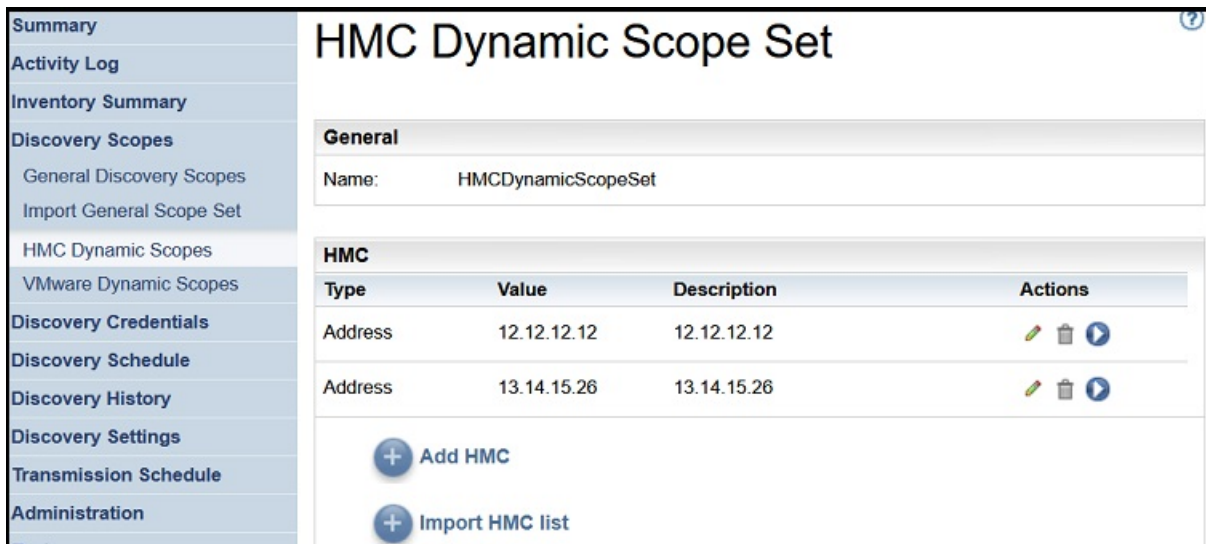 Summary
Activity Log
Inventory Summary
Discovery Scopes
General Discovery Scopes
Import General Scope Set
HMC Dynamic Scopes
VMware Dynamic Scopes
Discovery Credentials
Discovery Schedule
Discovery History
Discovery Settings
Transmission Schedule
Administration
?
HMC Dynamic Scope Set
General
Name: HMCDynamicScopeSet
HMC
Type Value Description Actions
Address 12.12.12.12 12.12.12.12
Address 13.14.15.26 13.14.15.26
Add HMC
Import HMC list